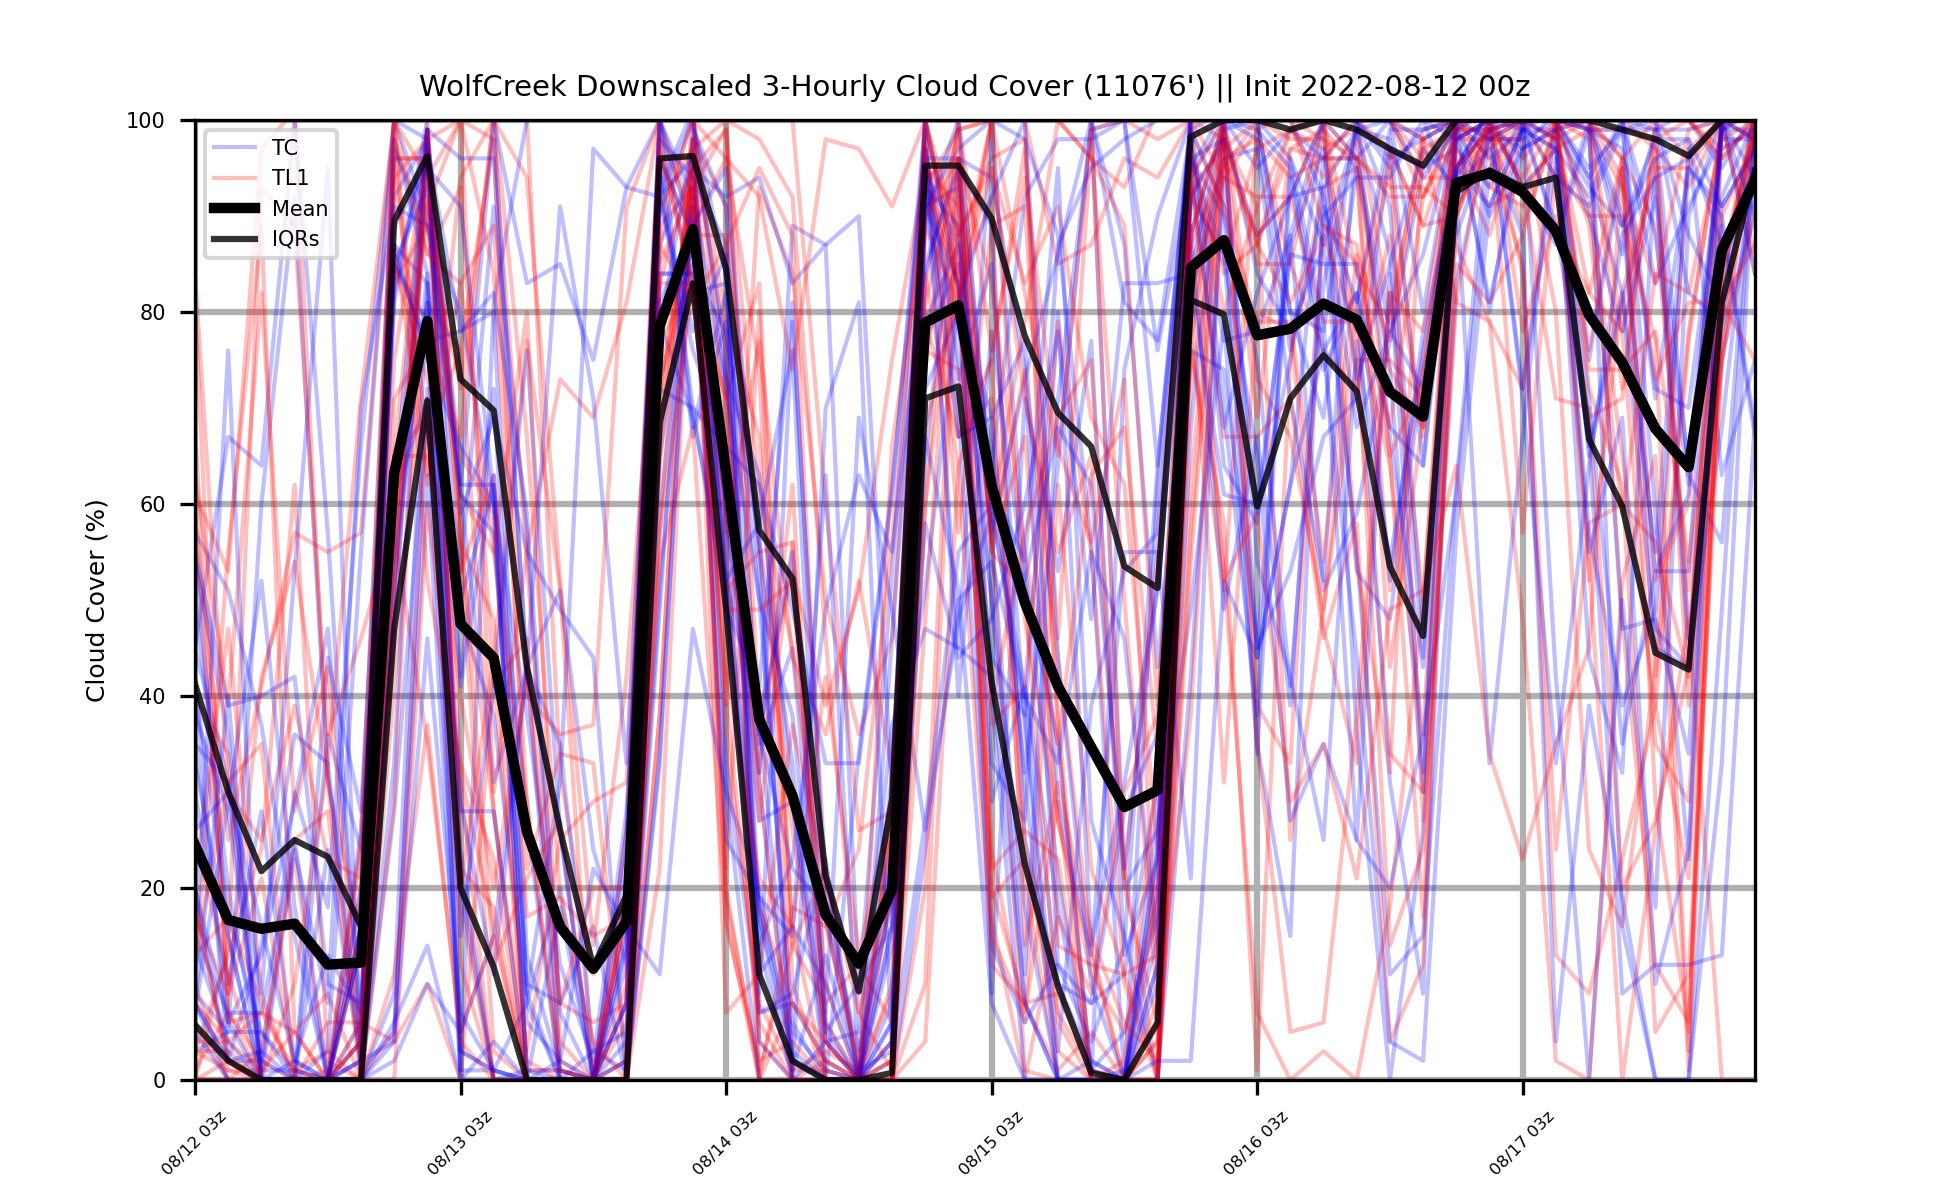 WolfCreek Downscaled 3-Hourly Cloud Cover (11076') || Init 2022-08-12 00z
TC
TL1
Mean
IQRs
Cloud Cover (%)
100
80
60
40
20
0
08/12 03z
08/13 03z
08/14 03z
08/15 03z
08/16 03z
08/17 03z